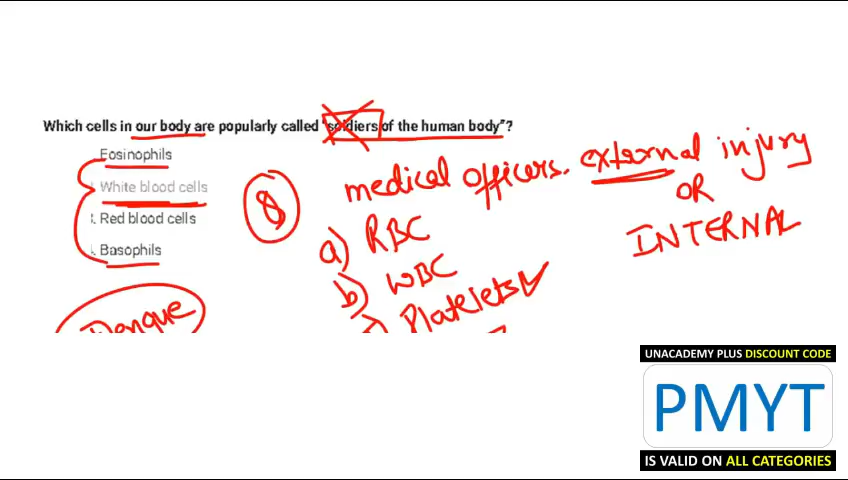 Which cells in our body are popularly called "soldiers of the human body"?
Eosinophils
White blood cells
Red blood cells
Basophils
8
medical officers. external injury
OR
INTERNAL
a) RBC
b) WBC
Platelets
Dengue
UNACADEMY PLUS DISCOUNT CODE
PMYT
IS VALID ON ALL CATEGORIES